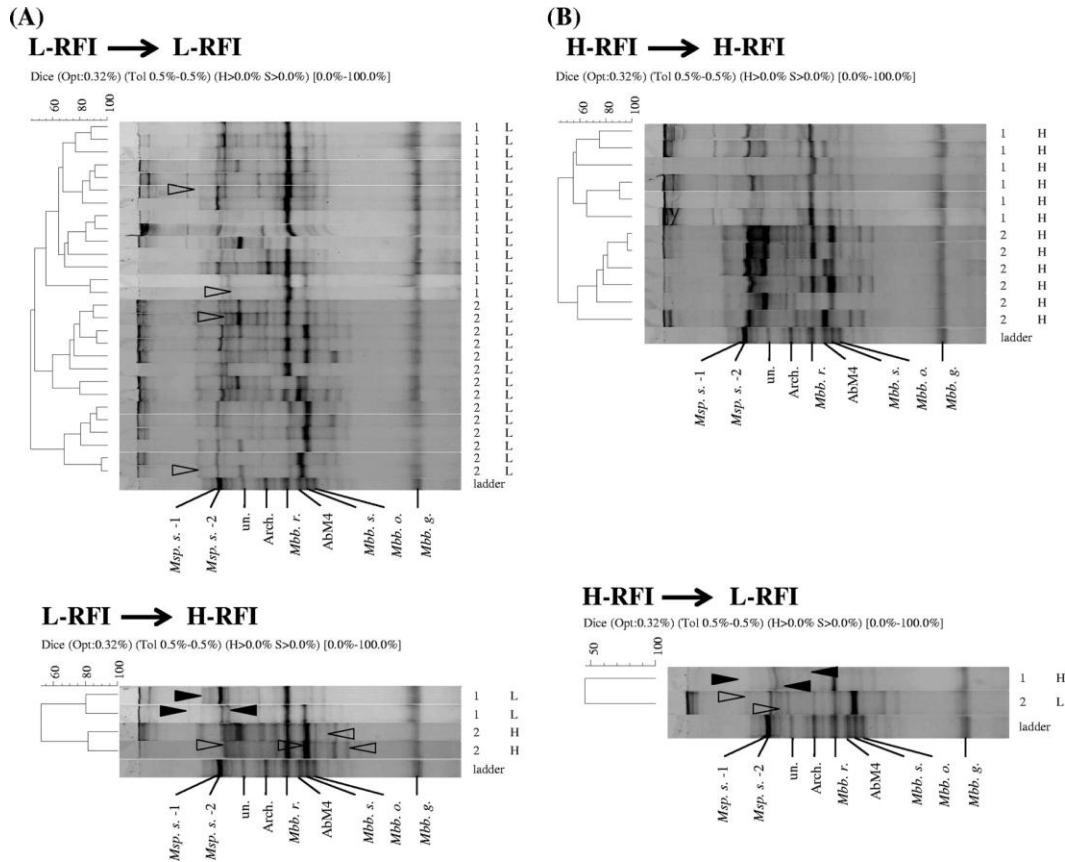 (A)
L-RFI → L-RFI
Dice (Opt:0.32%) (Tol 0.5%-0.5%) (H>0.0% S>0.0%) [0.0%-100.0%]
60 80 100
1 L
1 L
1 L
1 L
1 L
1 L
1 L
1 L
1 L
1 L
1 L
1 L
1 L
1 L
2 L
2 L
2 L
2 L
2 L
2 L
2 L
2 L
2 L
2 L
2 L
2 L
2 L
2 L
ladder
Msp. s. -1
Msp. s. -2
un.
Arch.
Mbb. r.
AbM4
Mbb. s.
Mbb. o.
Mbb. g.
L-RFI → H-RFI
Dice (Opt:0.32%) (Tol 0.5%-0.5%) (H>0.0% S>0.0%) [0.0%-100.0%]
60 80 100
1 L
1 L
2 H
2 H
ladder
Msp. s. -1
Msp. s. -2
un.
Arch.
Mbb. r.
AbM4
Mbb. s.
Mbb. o.
Mbb. g.
(B)
H-RFI → H-RFI
Dice (Opt:0.32%) (Tol 0.5%-0.5%) (H>0.0% S>0.0%) [0.0%-100.0%]
60 80 100
1 H
1 H
1 H
1 H
1 H
1 H
2 H
2 H
2 H
2 H
2 H
2 H
ladder
Msp. s. -1
Msp. s. -2
un.
Arch.
Mbb. r.
AbM4
Mbb. s.
Mbb. o.
Mbb. g.
H-RFI → L-RFI
Dice (Opt:0.32%) (Tol 0.5%-0.5%) (H>0.0% S>0.0%) [0.0%-100.0%]
50 100
1 H
2 L
ladder
Msp. s. -1
Msp. s. -2
un.
Arch.
Mbb. r.
AbM4
Mbb. s.
Mbb. o.
Mbb. g.